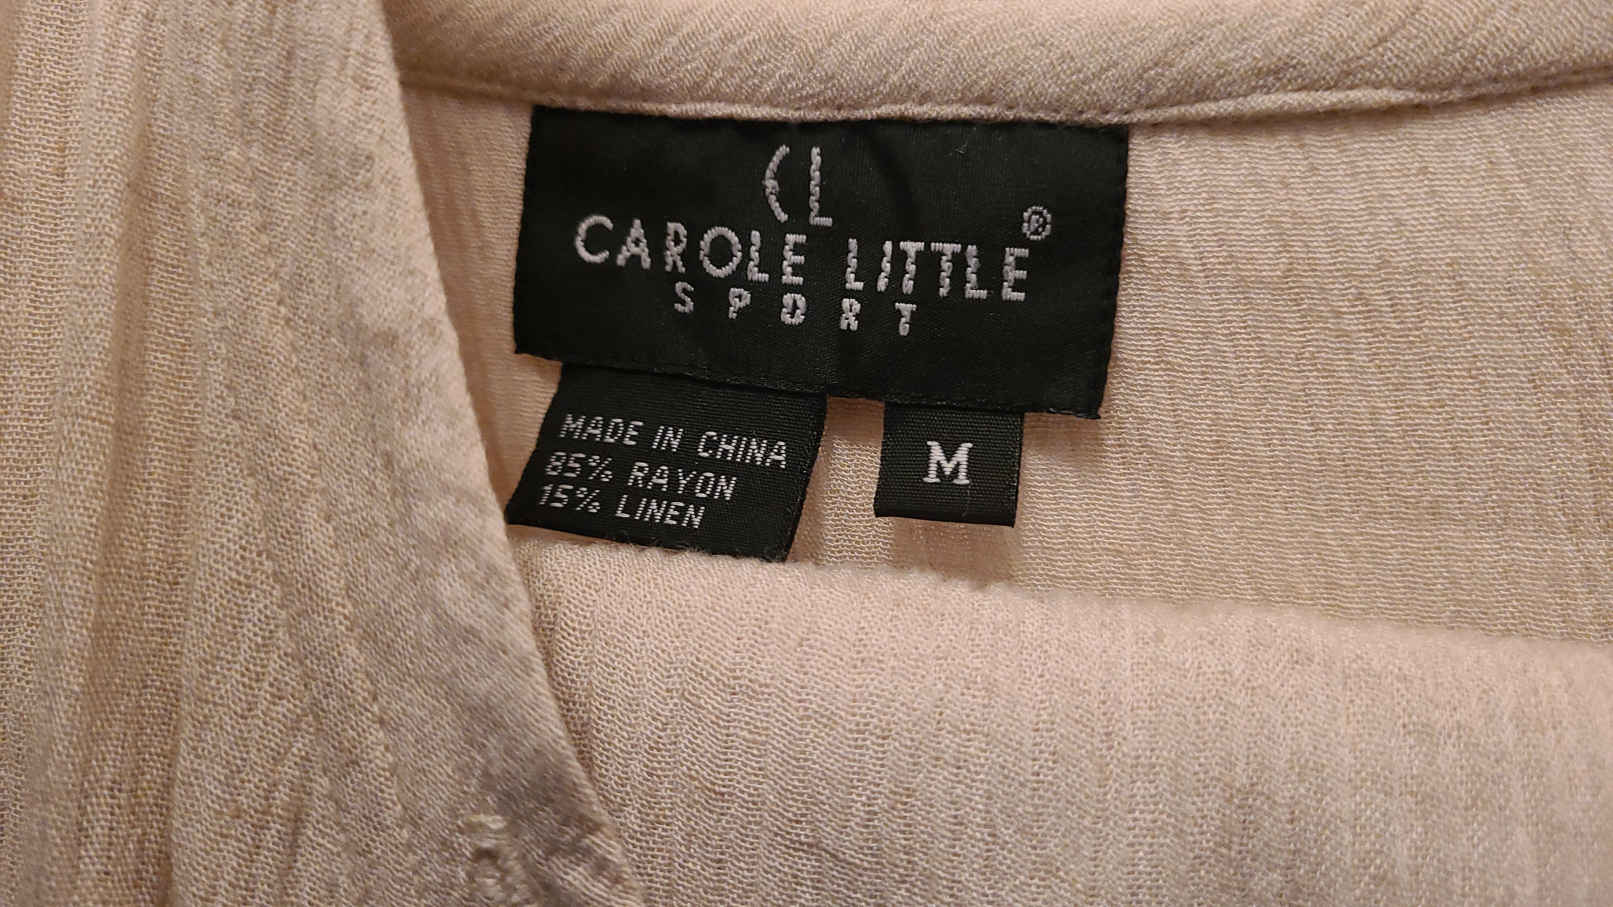 CL
CAROLE LITTLE®
SPORT
MADE IN CHINA
85% RAYON
15% LINEN
M